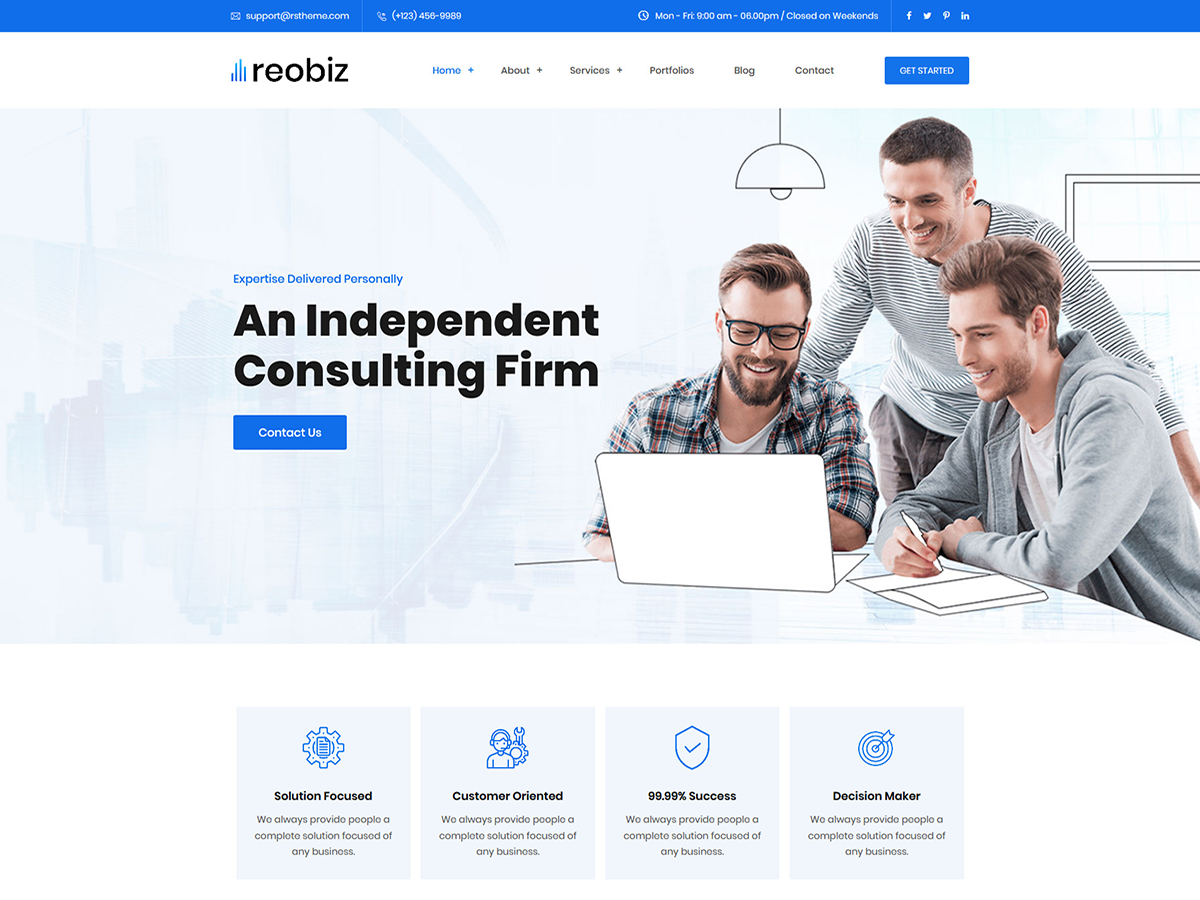 support@rstheme.com
(+123) 456-9989
Mon - Fri: 9:00 am - 06.00pm / Closed on Weekends
reobiz
Home +
About +
Services +
Portfolios
Blog
Contact
GET STARTED
Expertise Delivered Personally
An Independent
Consulting Firm
Contact Us
Solution Focused
We always provide people a
complete solution focused of
any business.
Customer Oriented
We always provide people a
complete solution focused of
any business.
99.99% Success
We always provide people a
complete solution focused of
any business.
Decision Maker
We always provide people a
complete solution focused of
any business.